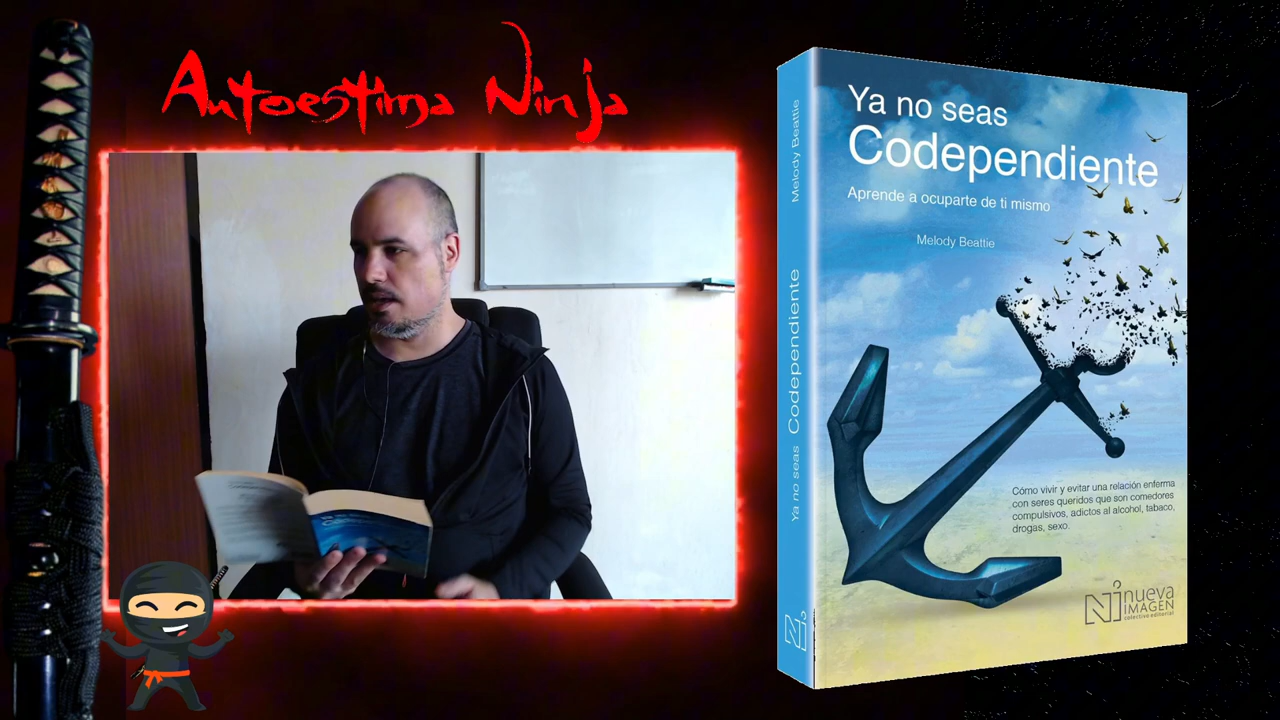 Autoestima Ninja
Ya no seas
Codependiente
Aprende a ocuparte de ti mismo
Melody Beattie
Cómo vivir y evitar una relación enferma
con seres queridos que son comedores
compulsivos, adictos al alcohol, tabaco,
drogas, sexo.
nueva
IMAGEN
colectivo editorial
Melody Beattie
Ya no seas Codependiente